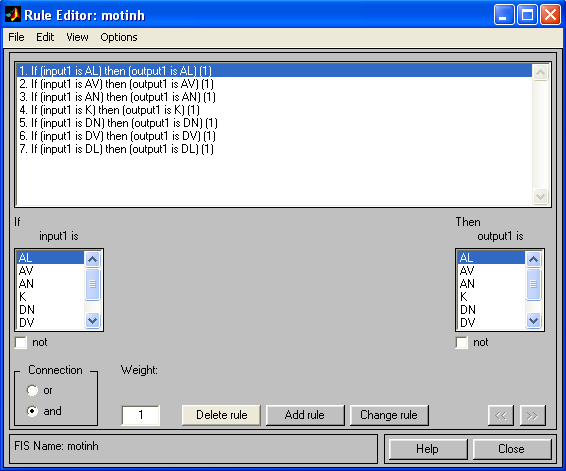 Rule Editor: motinh
File Edit View Options
1. If (input1 is AL) then (output1 is AL) (1)
2. If (input1 is AV) then (output1 is AV) (1)
3. If (input1 is AN) then (output1 is AN) (1)
4. If (input1 is K) then (output1 is K) (1)
5. If (input1 is DN) then (output1 is DN) (1)
6. If (input1 is DV) then (output1 is DV) (1)
7. If (input1 is DL) then (output1 is DL) (1)
If
input1 is
AL
AV
AN
K
DN
DV
not
Then
output1 is
AL
AV
AN
K
DN
DV
not
Connection
or
and
Weight:
1
Delete rule
Add rule
Change rule
<<
>>
FIS Name: motinh
Help
Close